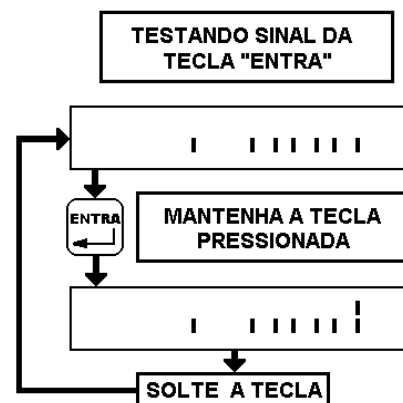 TESTANDO SINAL DA
TECLA "ENTRA"
ENTRA
MANTENHA A TECLA
PRESSIONADA
SOLTE A TECLA